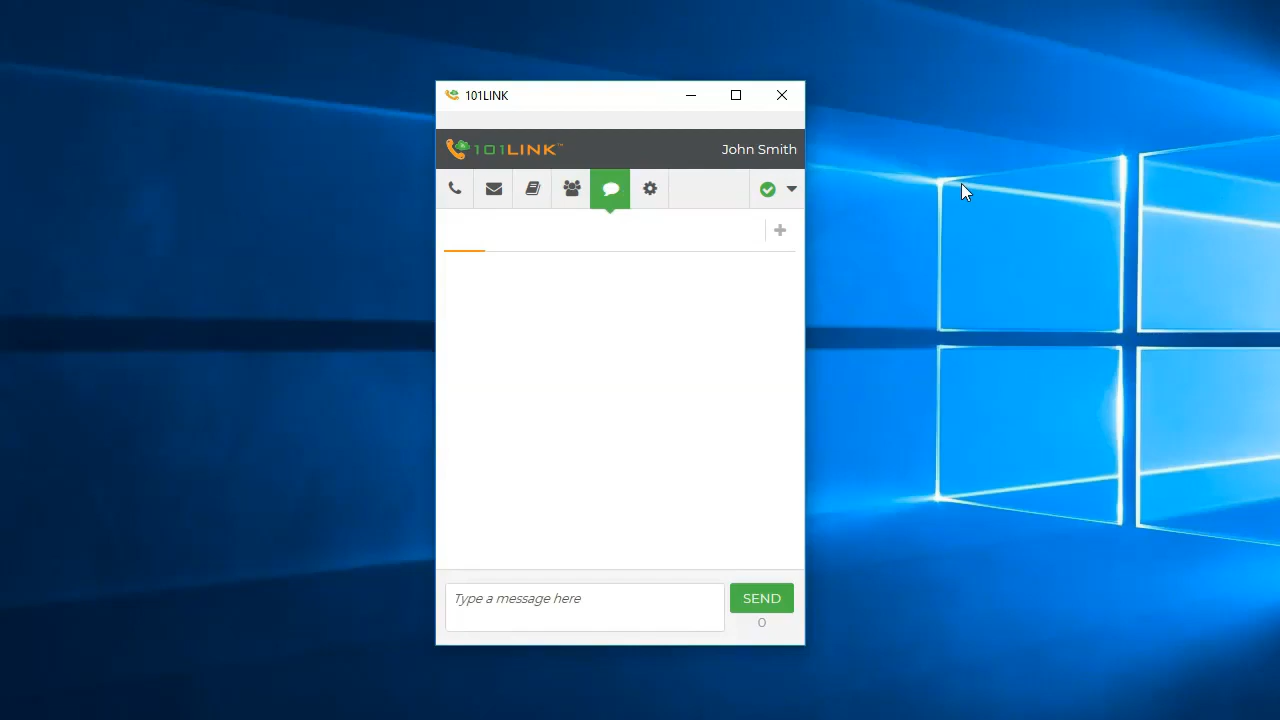 101LINK
101LINK™
John Smith
Type a message here
SEND
0